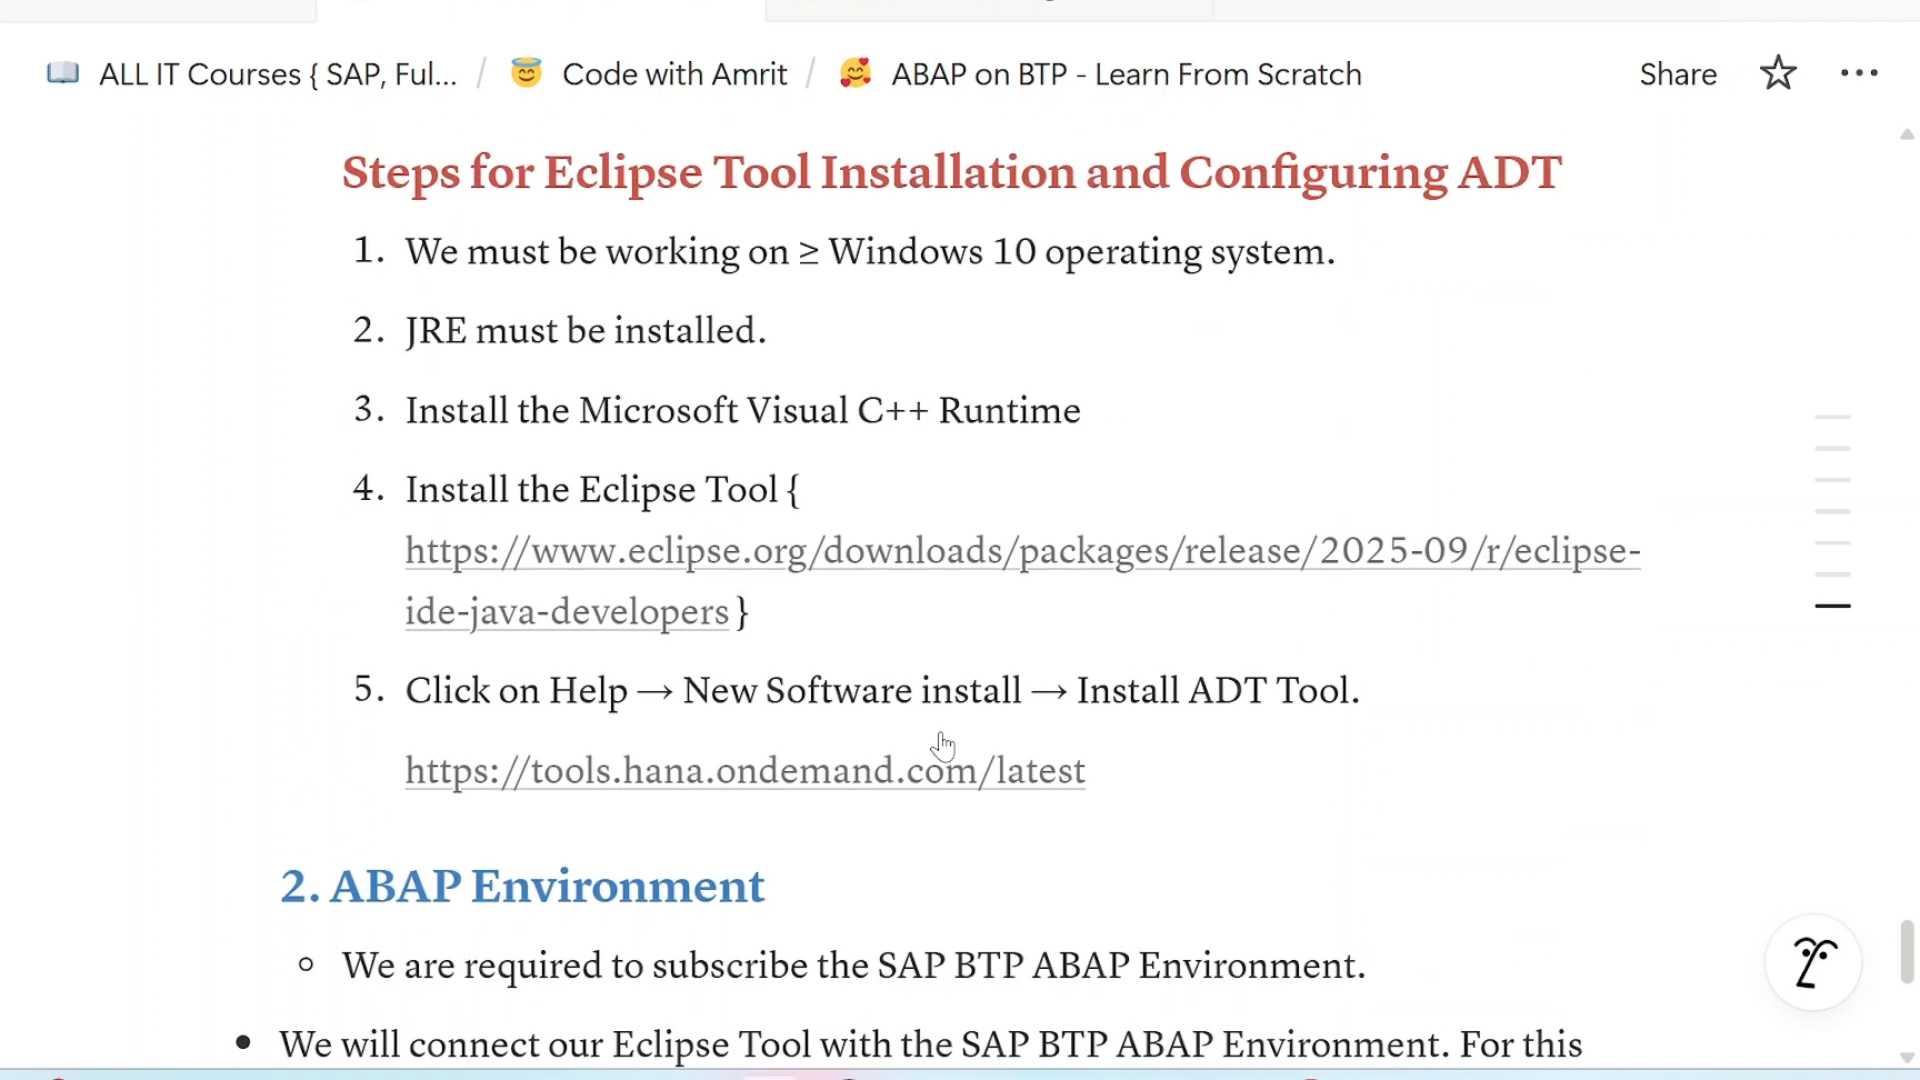 ALL IT Courses { SAP, Ful... / Code with Amrit / ABAP on BTP - Learn From Scratch Share
Steps for Eclipse Tool Installation and Configuring ADT
1. We must be working on ≥ Windows 10 operating system.
2. JRE must be installed.
3. Install the Microsoft Visual C++ Runtime
4. Install the Eclipse Tool {
https://www.eclipse.org/downloads/packages/release/2025-09/r/eclipse-
ide-java-developers }
5. Click on Help → New Software install → Install ADT Tool.
https://tools.hana.ondemand.com/latest
2. ABAP Environment
We are required to subscribe the SAP BTP ABAP Environment.
We will connect our Eclipse Tool with the SAP BTP ABAP Environment. For this